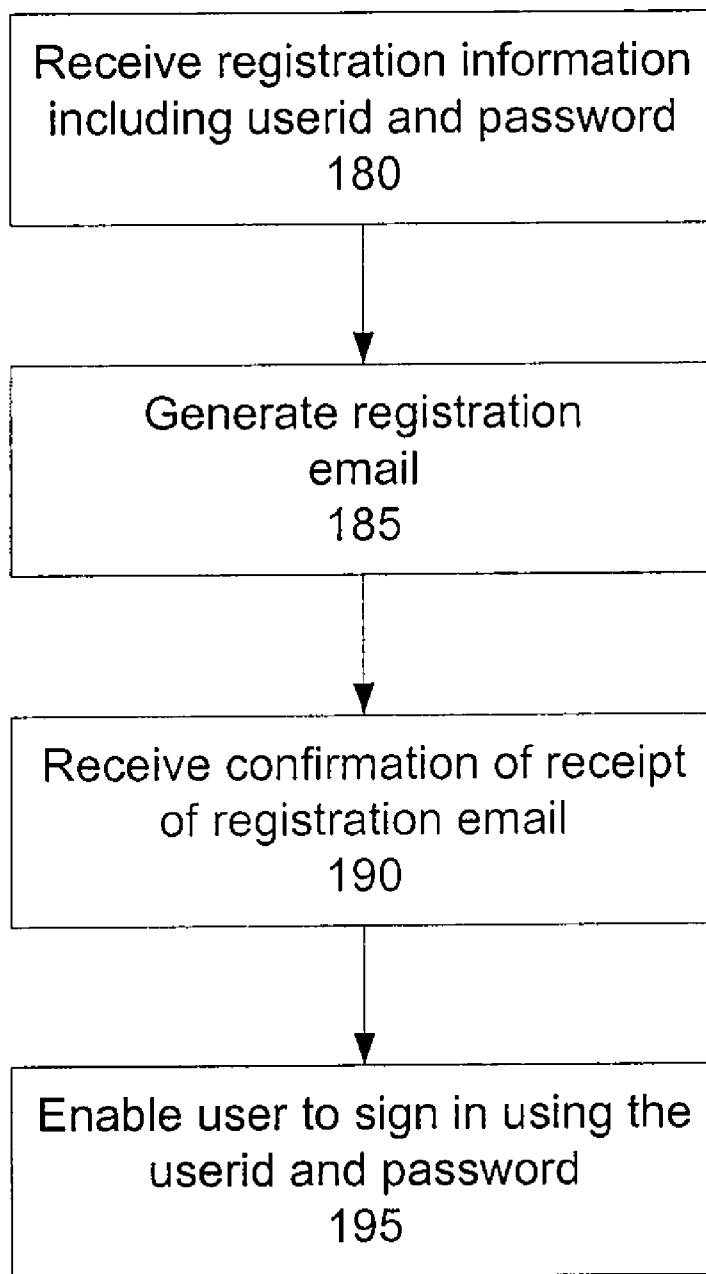 Receive registration information
including userid and password
180
Generate registration
email
185
Receive confirmation of receipt
of registration email
190
Enable user to sign in using the
userid and password
195